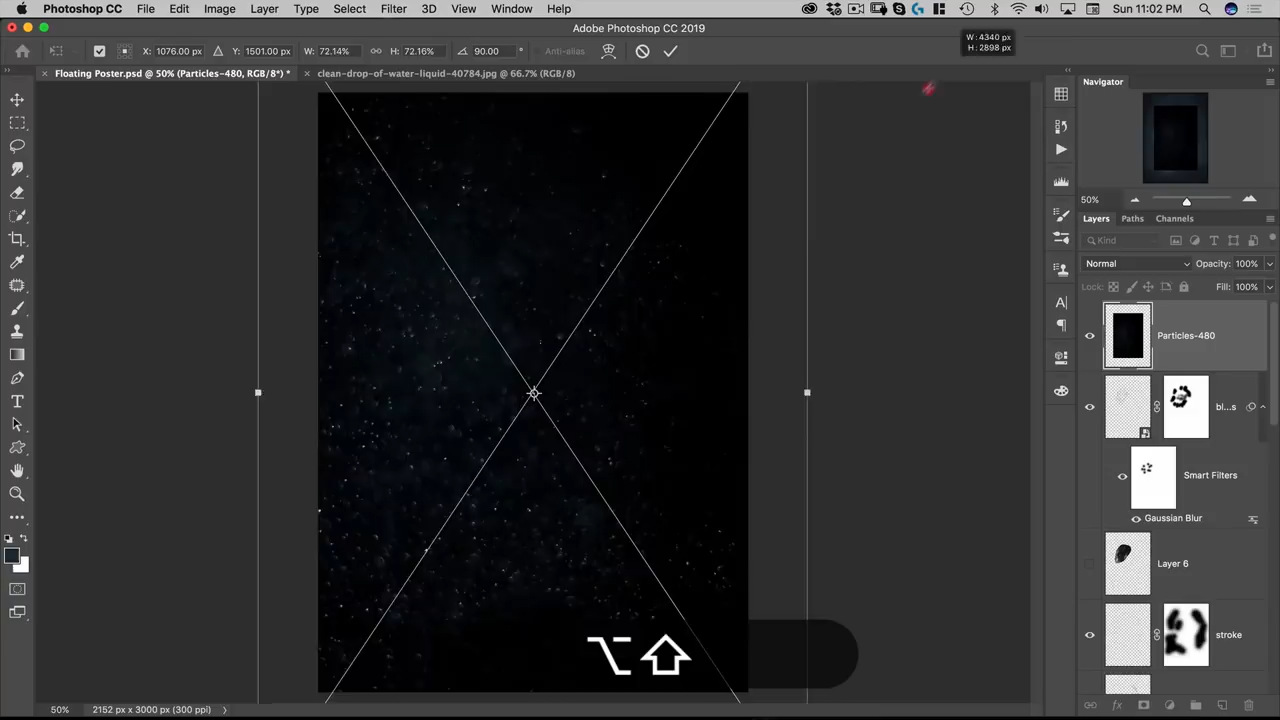 Photoshop CC File Edit Image Layer Type Select Filter 3D View Window Help Sun 11:02 PM
Adobe Photoshop CC 2019
W: 4340 px
H: 2898 px
X: 1076.00 px Y: 1501.00 px W: 72.14% H: 72.16% 90.00 ° Anti-alias
Floating Poster.psd @ 50% (Particles-480, RGB/8*) *
clean-drop-of-water-liquid-40784.jpg @ 66.7% (RGB/8)
Navigator
50%
Layers Paths Channels
Kind
Normal Opacity: 100%
Lock: Fill: 100%
Particles-480
bl...s
Smart Filters
Gaussian Blur
Layer 6
stroke
50% 2152 px x 3000 px (300 ppi)